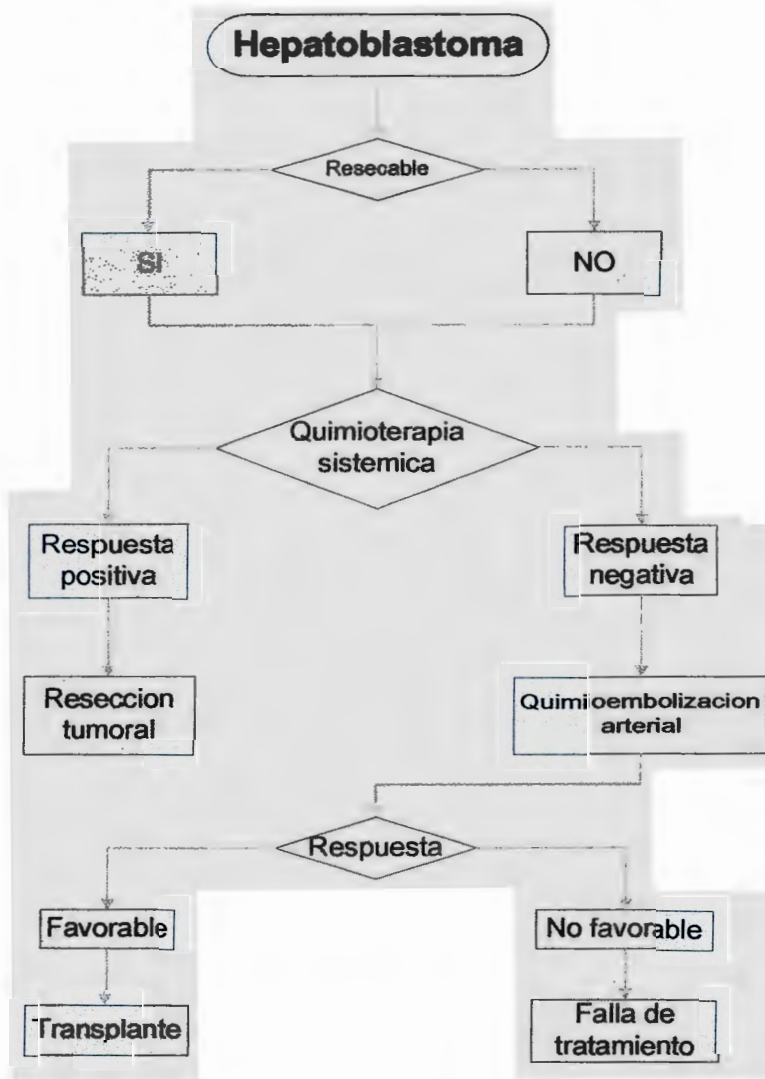 Hepatoblastoma
Resecable
SI
NO
Quimioterapia
sistemica
Respuesta
positiva
Respuesta
negativa
Reseccion
tumoral
Quimioembolizacion
arterial
Respuesta
Favorable
No favorable
Transplante
Falla de
tratamiento